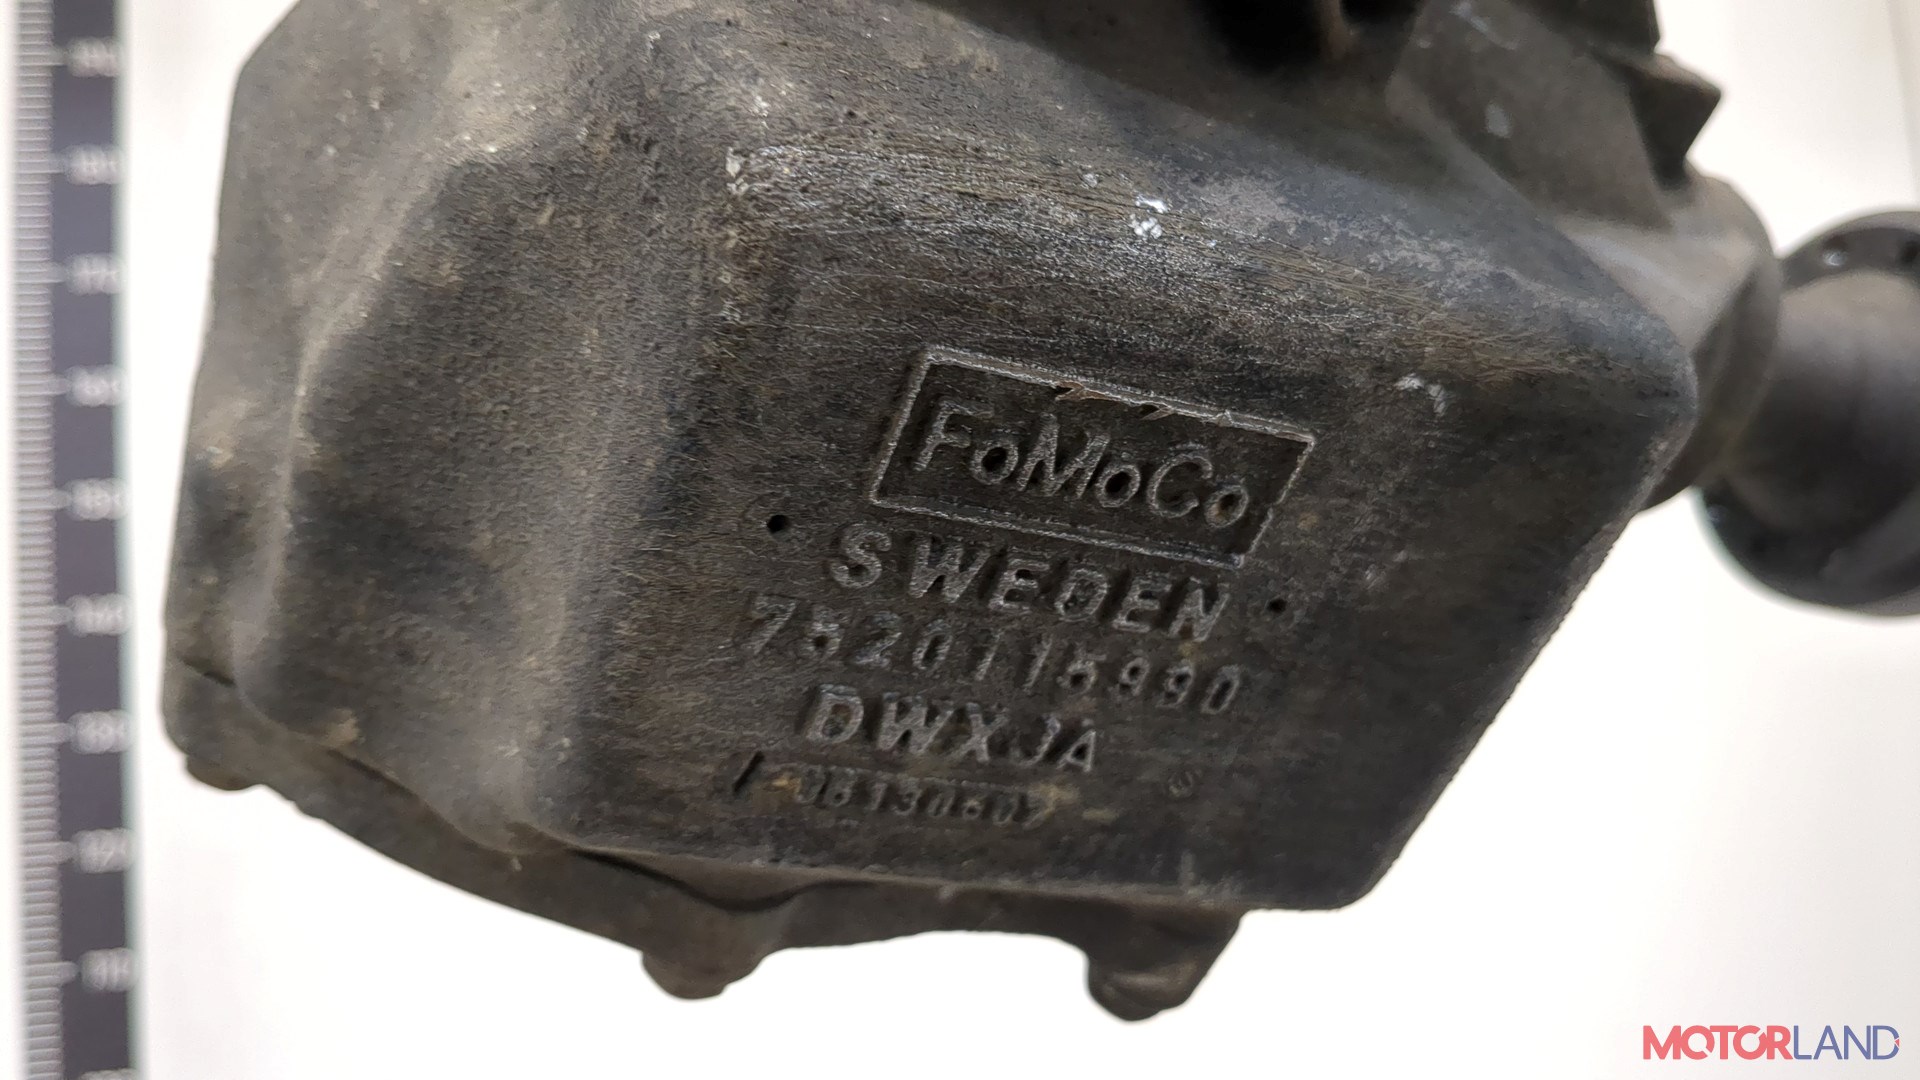 FoMoCo
SWEDEN
7520115990
DWXJA
MOTORLAND